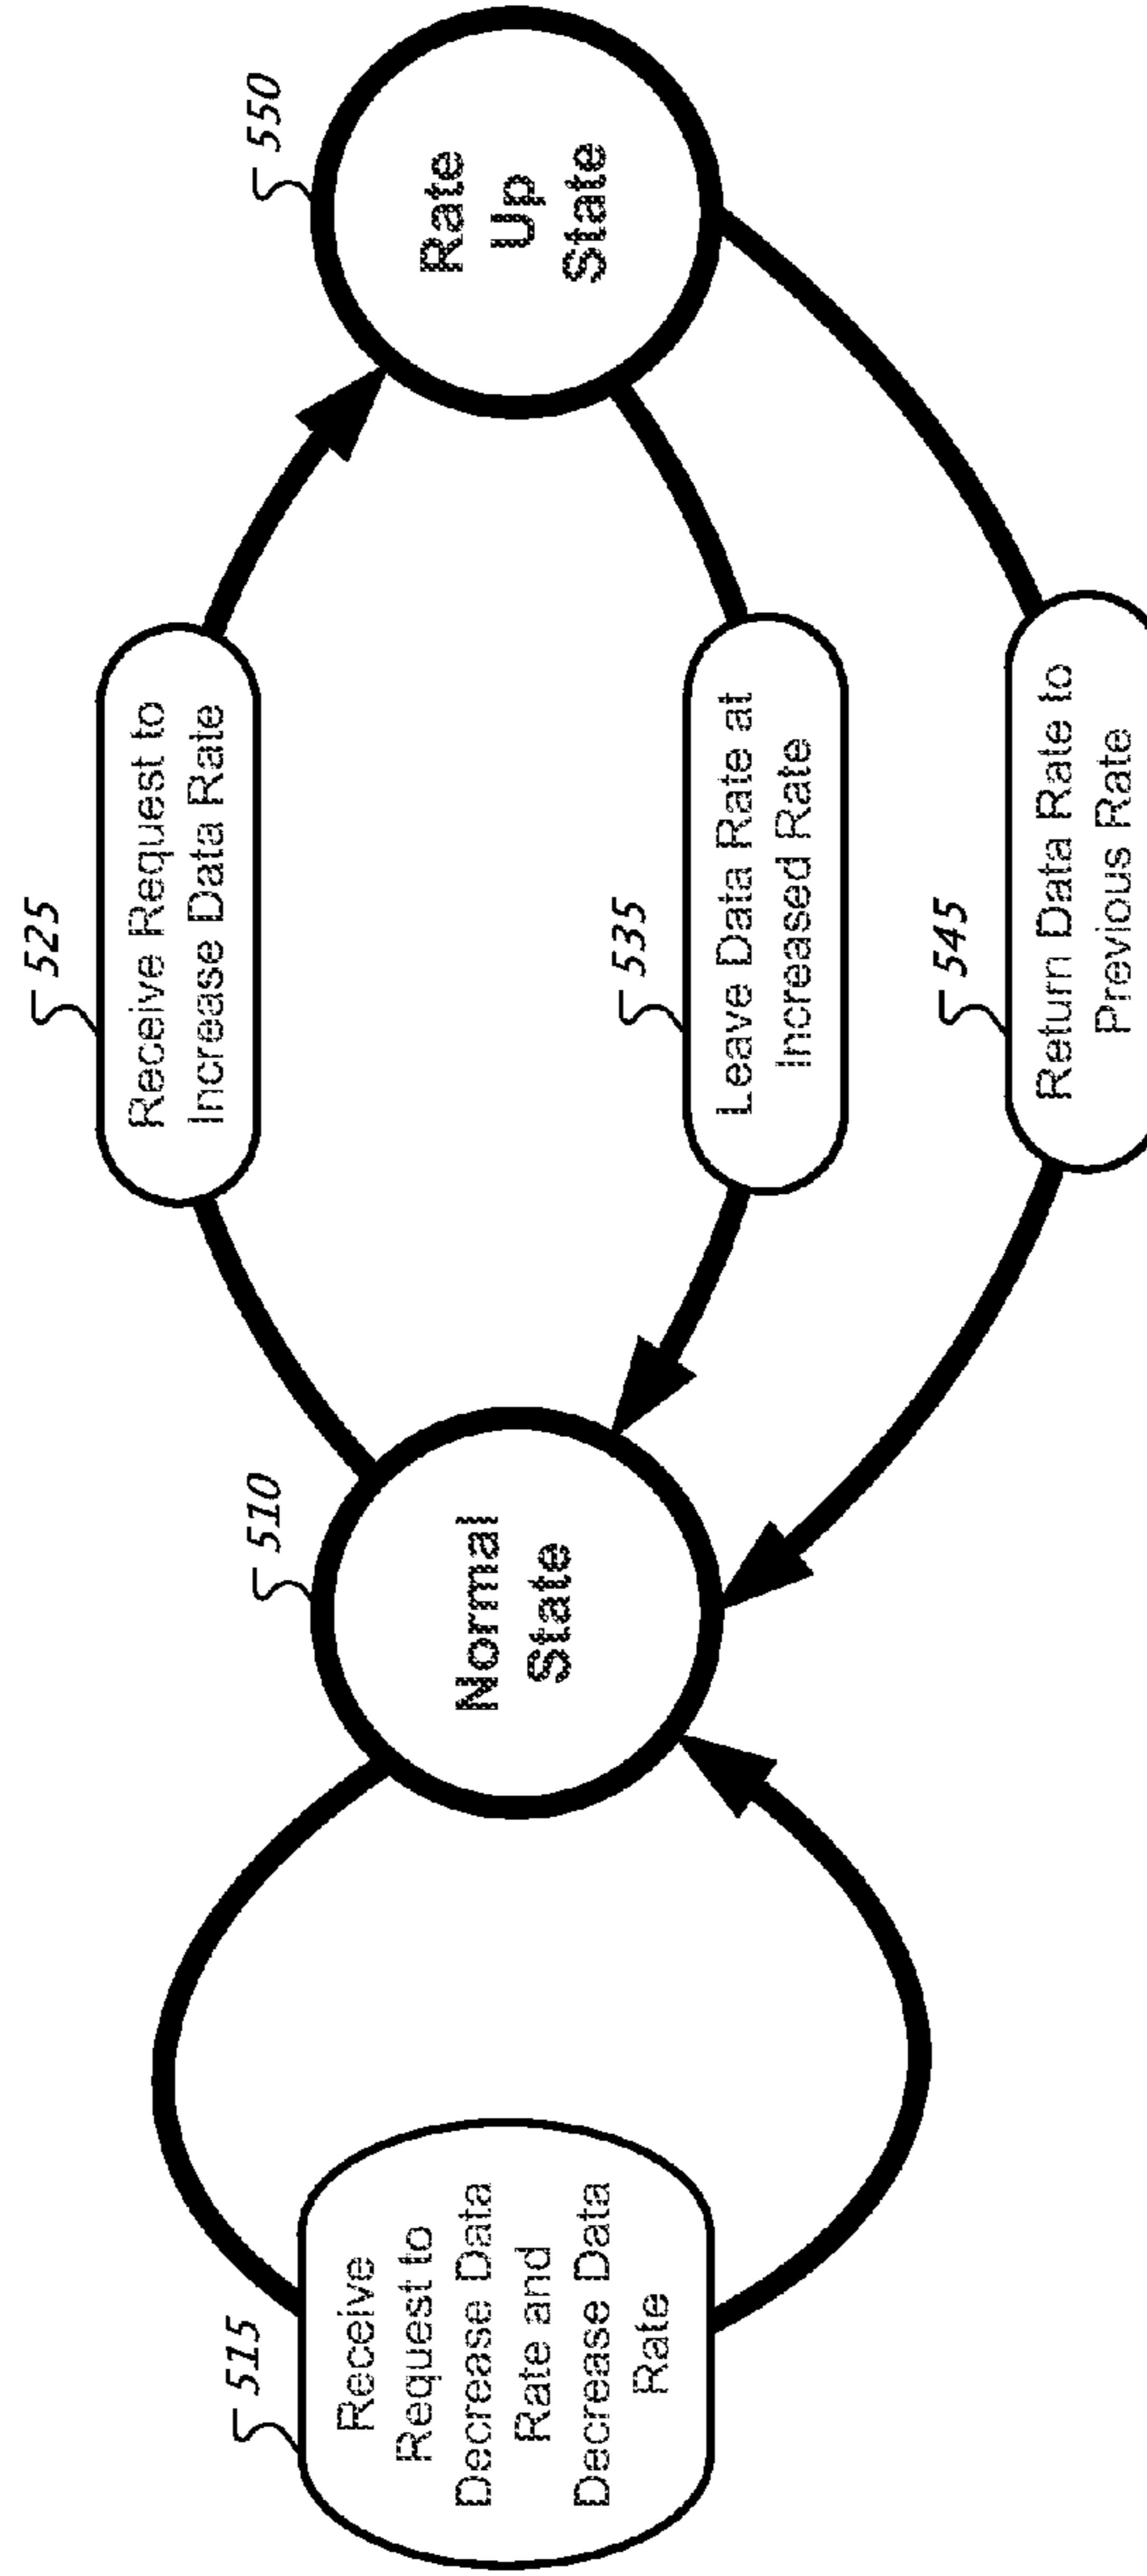 515
Receive
Request to
Decrease Data
Rate and
Decrease Data
Rate
510
Normal
State
525
Receive Request to
Increase Data Rate
535
Leave Data Rate at
Increased Rate
545
Return Data Rate to
Previous Rate
550
Rate
Up
State